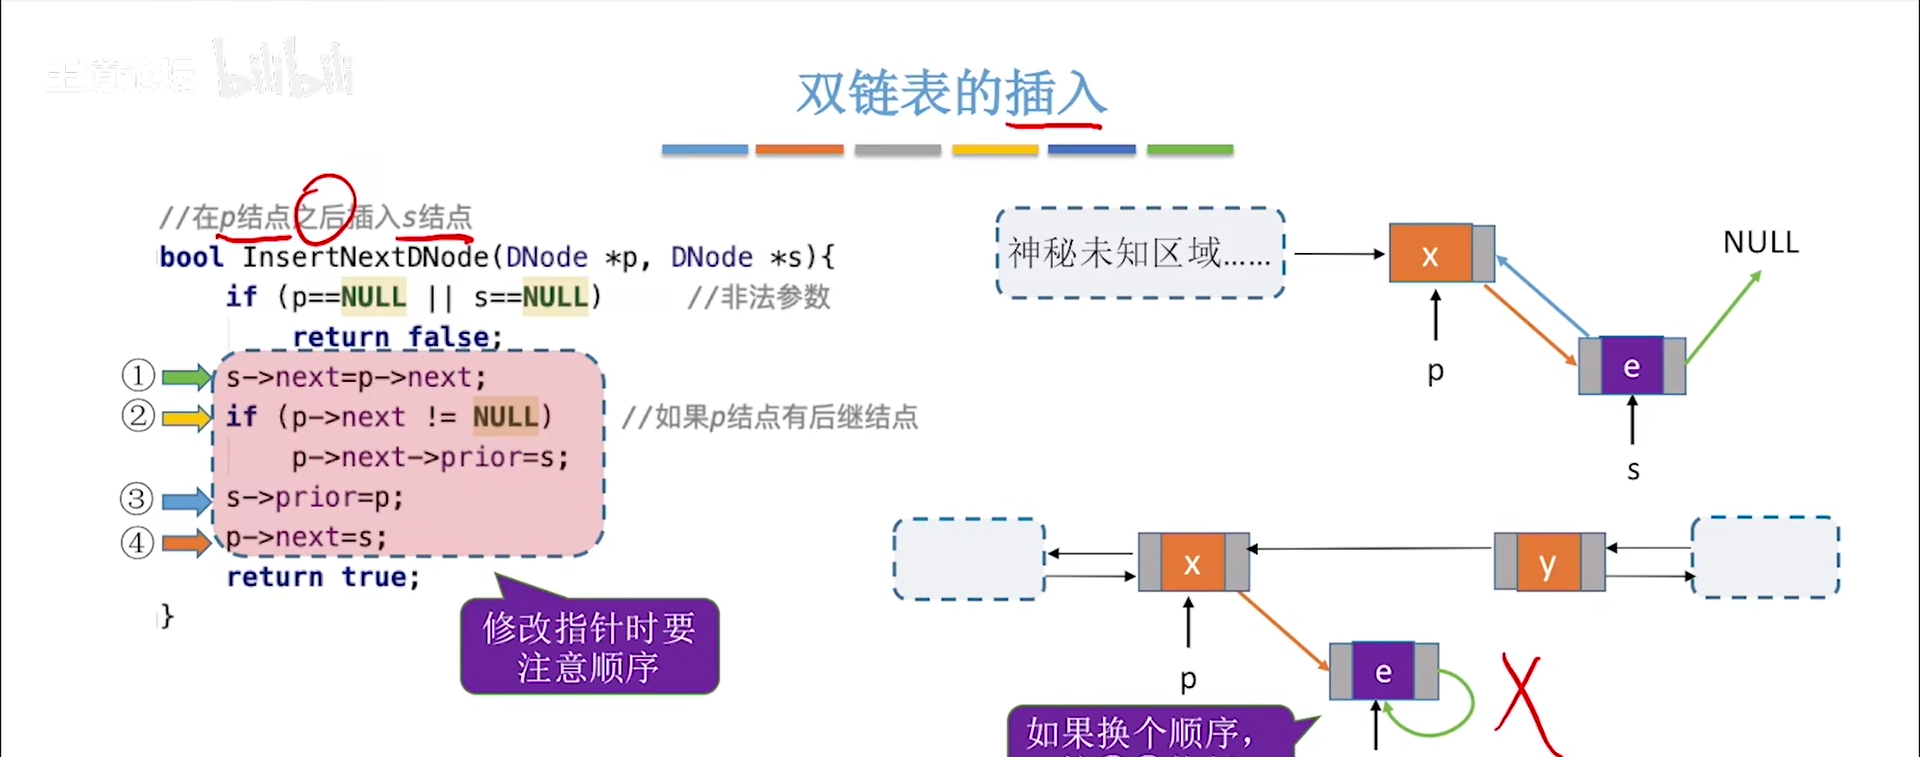 王道论坛 bilibili
双链表的插入
//在p结点之后插入s结点
bool InsertNextDNode(DNode *p, DNode *s){
if (p==NULL || s==NULL) //非法参数
return false;
① s->next=p->next;
② if (p->next != NULL) //如果p结点有后继结点
p->next->prior=s;
③ s->prior=p;
④ p->next=s;
return true;
}
修改指针时要
注意顺序
神秘未知区域......
x
NULL
p
e
s
x
y
p
e
如果换个顺序，